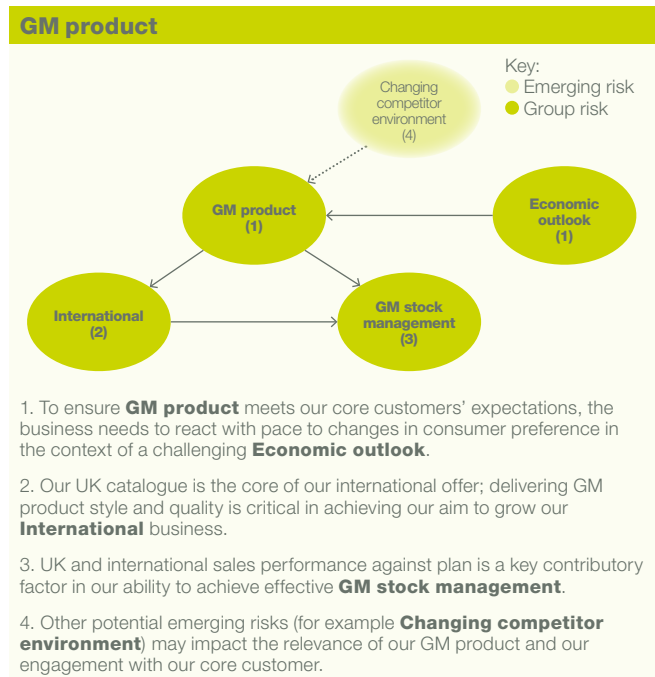 GM product
Key:
Emerging risk
Group risk
Changing
competitor
environment
(4)
GM product
(1)
Economic
outlook
(1)
International
(2)
GM stock
management
(3)
1. To ensure GM product meets our core customers’ expectations, the
business needs to react with pace to changes in consumer preference in
the context of a challenging Economic outlook.
2. Our UK catalogue is the core of our international offer; delivering GM
product style and quality is critical in achieving our aim to grow our
International business.
3. UK and international sales performance against plan is a key contributory
factor in our ability to achieve effective GM stock management.
4. Other potential emerging risks (for example Changing competitor
environment) may impact the relevance of our GM product and our
engagement with our core customer.